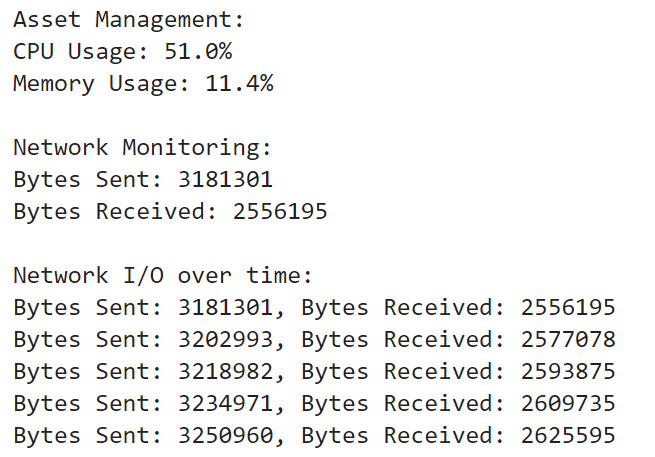 Asset Management:
CPU Usage: 51.0%
Memory Usage: 11.4%
Network Monitoring:
Bytes Sent: 3181301
Bytes Received: 2556195
Network I/O over time:
Bytes Sent: 3181301, Bytes Received: 2556195
Bytes Sent: 3202993, Bytes Received: 2577078
Bytes Sent: 3218982, Bytes Received: 2593875
Bytes Sent: 3234971, Bytes Received: 2609735
Bytes Sent: 3250960, Bytes Received: 2625595